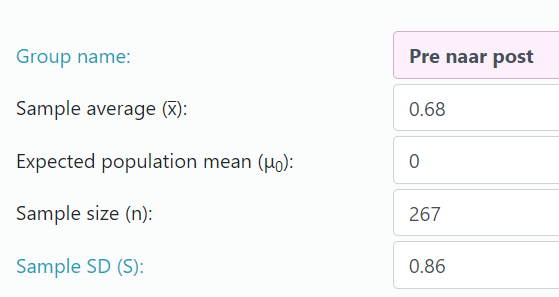 Group name: Pre naar post
Sample average (x̄): 0.68
Expected population mean (μ₀): 0
Sample size (n): 267
Sample SD (S): 0.86